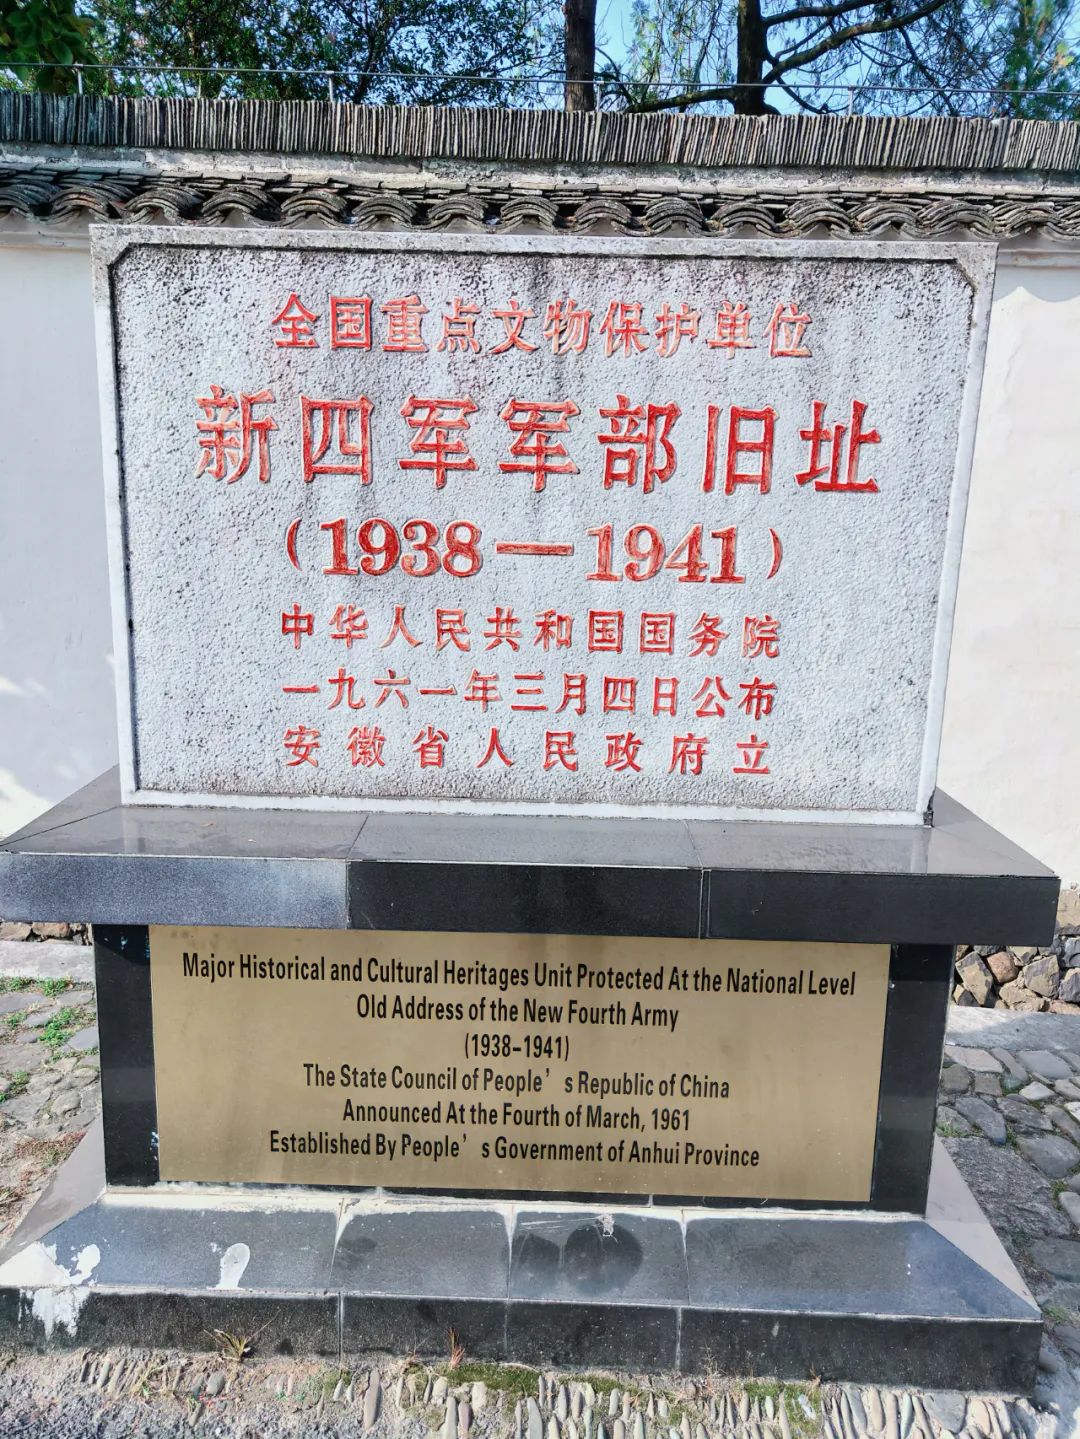 全国重点文物保护单位
新四军军部旧址
(1938—1941)
中华人民共和国国务院
一九六一年三月四日公布
安徽省人民政府立
Major Historical and Cultural Heritages Unit Protected At the National Level
Old Address of the New Fourth Army
(1938-1941)
The State Council of People's Republic of China
Announced At the Fourth of March, 1961
Established By People's Government of Anhui Province